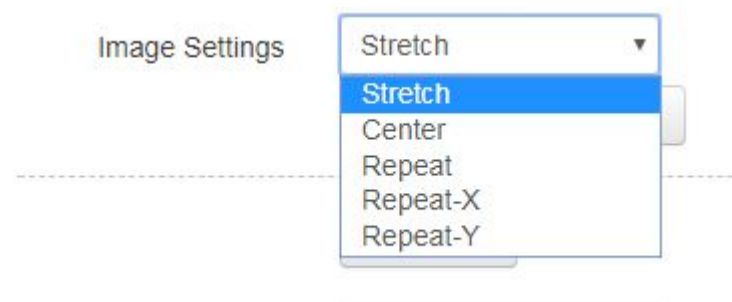 Image Settings Stretch
Stretch
Center
Repeat
Repeat-X
Repeat-Y